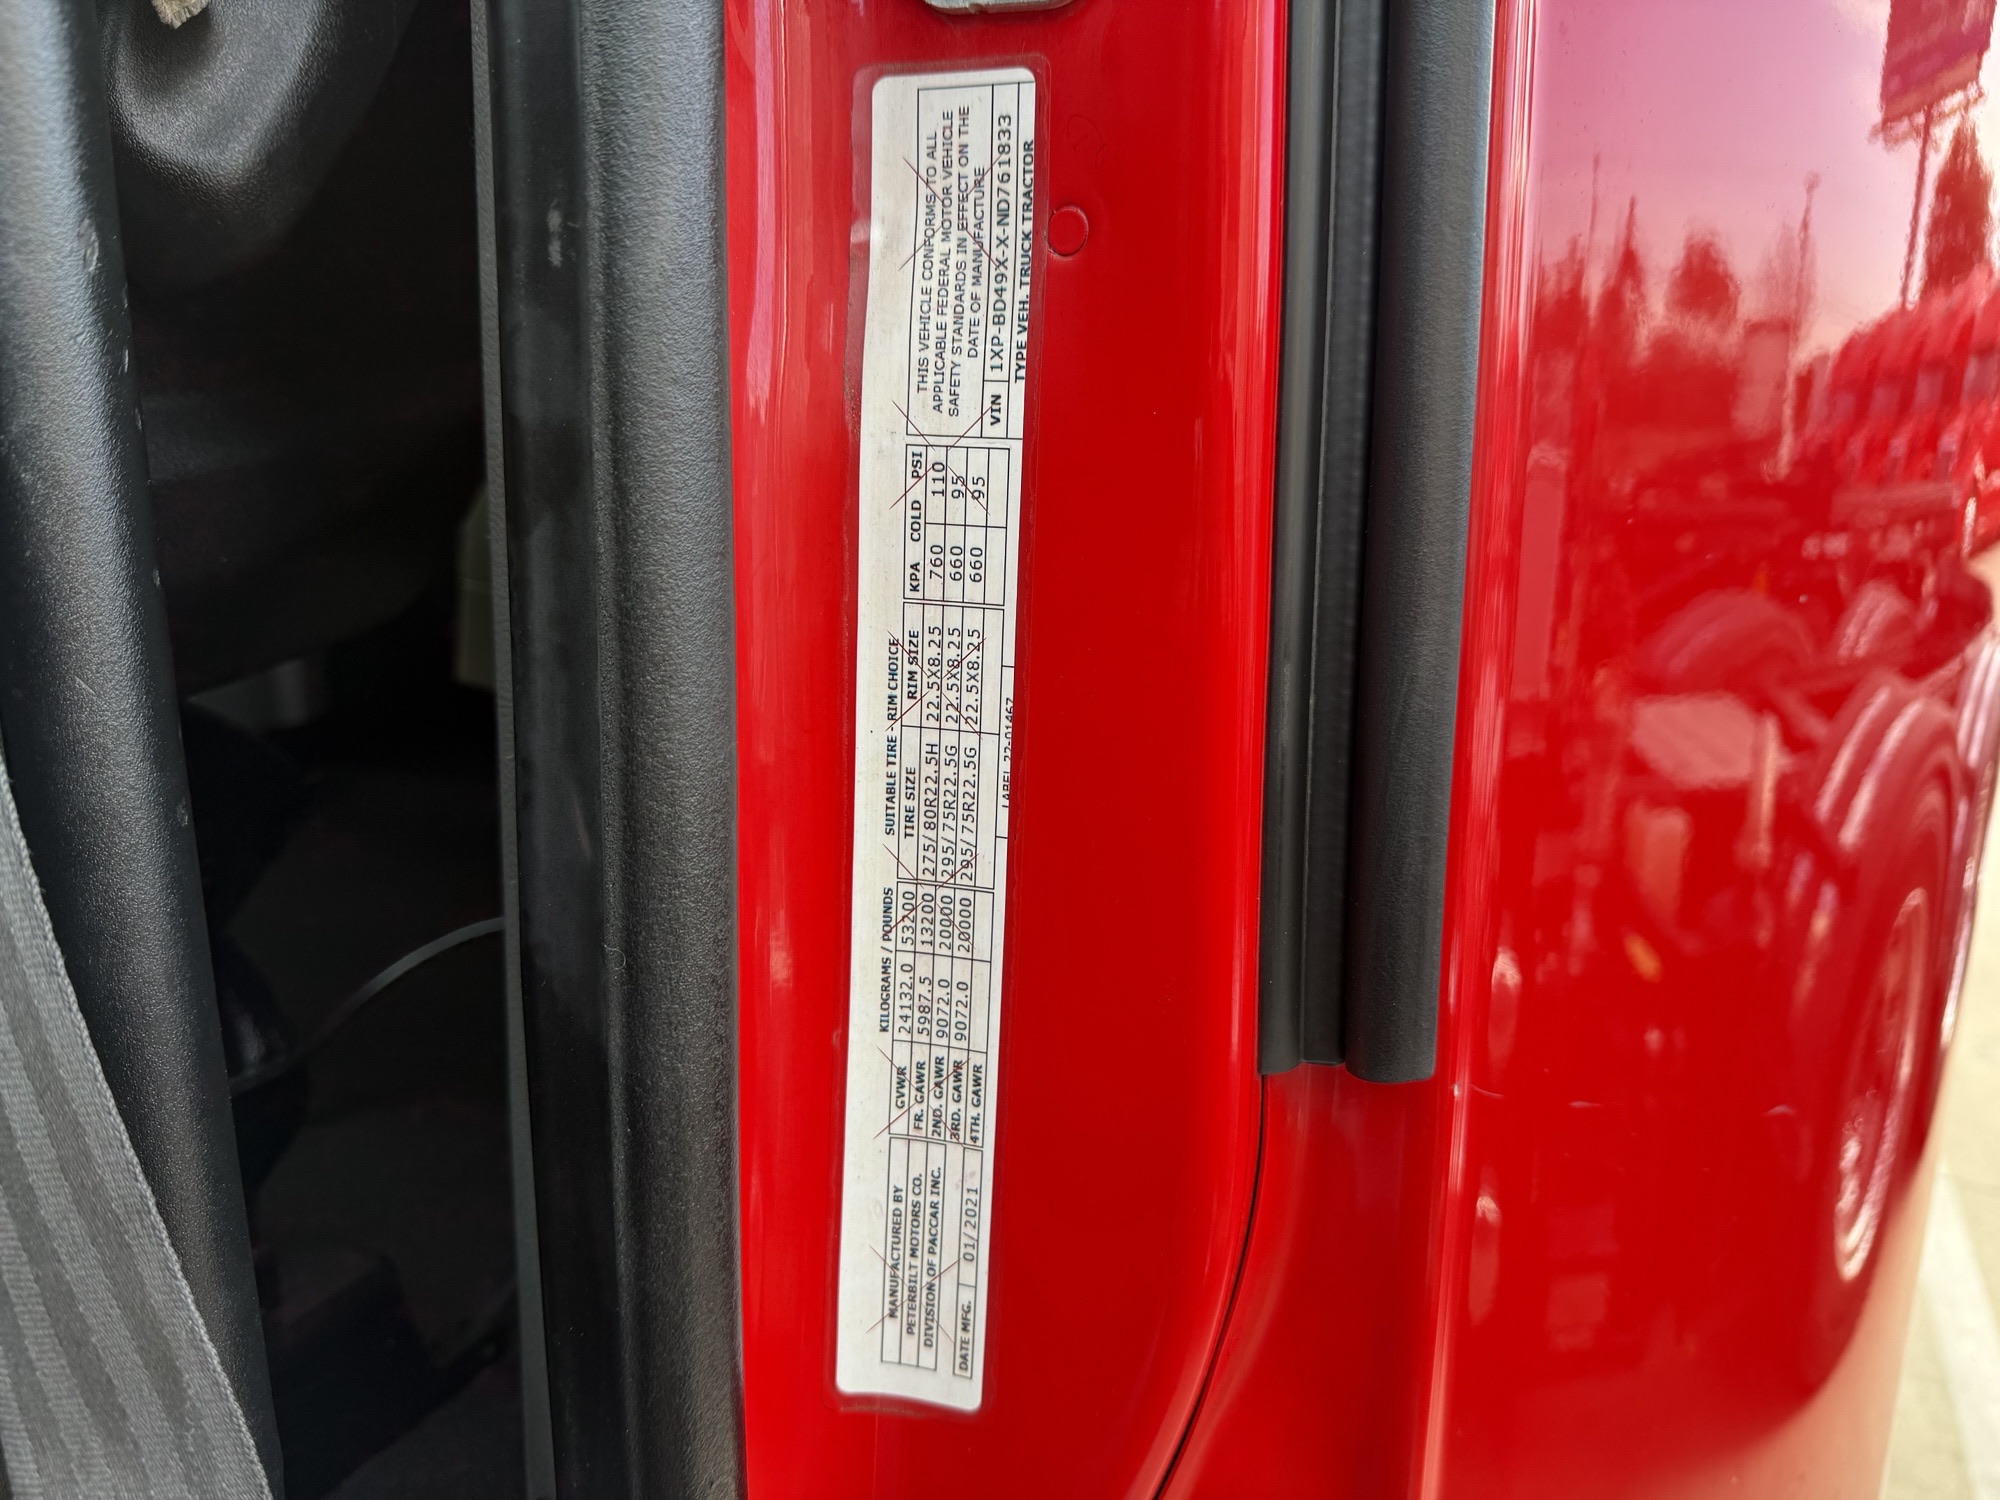 MANUFACTURED BY
PETERBILT MOTORS CO.
DIVISION OF PACCAR INC.
DATE MFG. 01/2021
KILOGRAMS / POUNDS
GVWR 24132.0 53200
FR. GAWR 5987.5 13200
2ND. GAWR 9072.0 20000
3RD. GAWR 9072.0 20000
4TH. GAWR
SUITABLE TIRE - RIM CHOICE
TIRE SIZE RIM SIZE
275/80R22.5H 22.5X8.25
295/75R22.5G 22.5X8.25
295/75R22.5G 22.5X8.25
KPA COLD PSI
760 110
660 95
660 95
LABEL 22-01467
THIS VEHICLE CONFORMS TO ALL
APPLICABLE FEDERAL MOTOR VEHICLE
SAFETY STANDARDS IN EFFECT ON THE
DATE OF MANUFACTURE
VIN 1XP-BD49X-X-ND761833
TYPE VEH. TRUCK TRACTOR